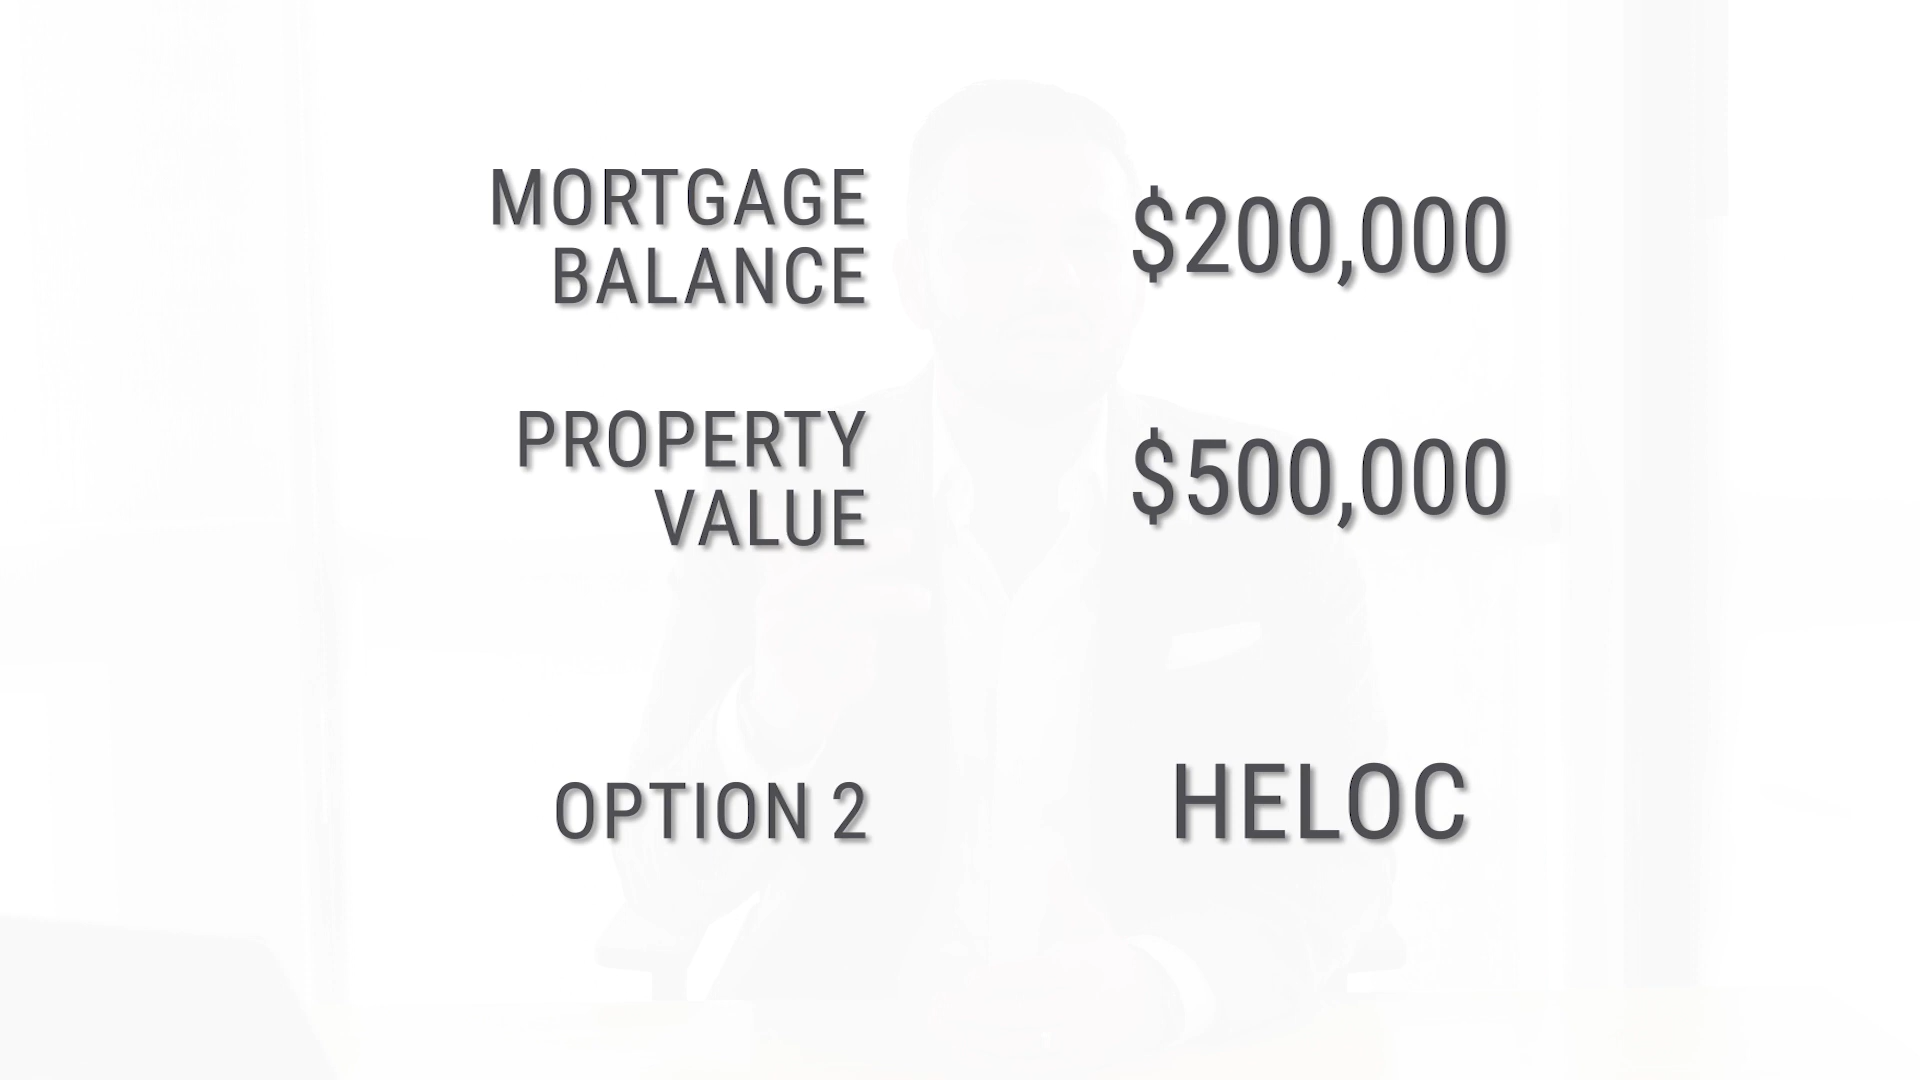 MORTGAGE
BALANCE
$200,000
PROPERTY
VALUE
$500,000
OPTION 2
HELOC